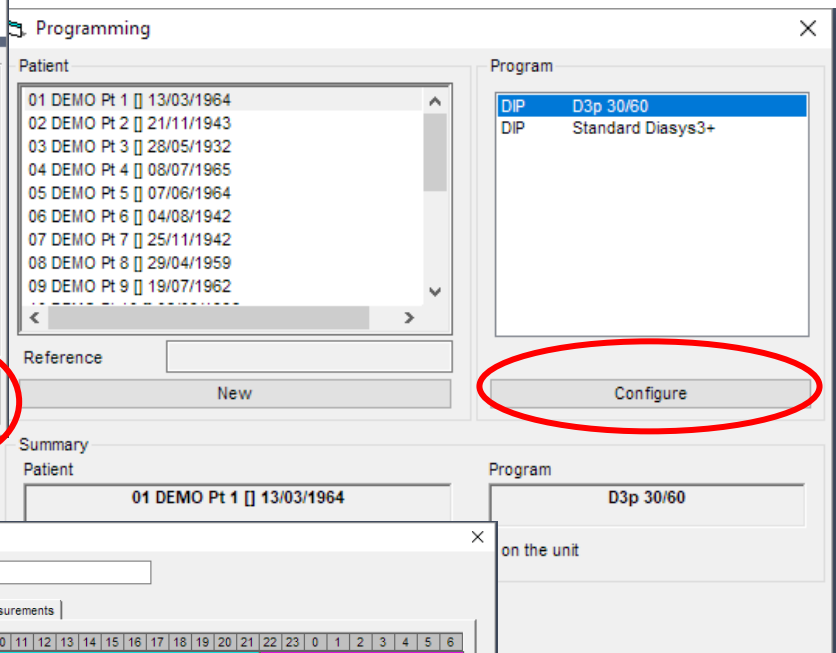 Programming
Patient
01 DEMO Pt 1 [] 13/03/1964
02 DEMO Pt 2 [] 21/11/1943
03 DEMO Pt 3 [] 28/05/1932
04 DEMO Pt 4 [] 08/07/1965
05 DEMO Pt 5 [] 07/06/1964
06 DEMO Pt 6 [] 04/08/1942
07 DEMO Pt 7 [] 25/11/1942
08 DEMO Pt 8 [] 29/04/1959
09 DEMO Pt 9 [] 19/07/1962
Reference
New
Program
DIP D3p 30/60
DIP Standard Diasys3+
Configure
Summary
Patient
01 DEMO Pt 1 [] 13/03/1964
Program
D3p 30/60
on the unit
surements
0 11 12 13 14 15 16 17 18 19 20 21 22 23 0 1 2 3 4 5 6